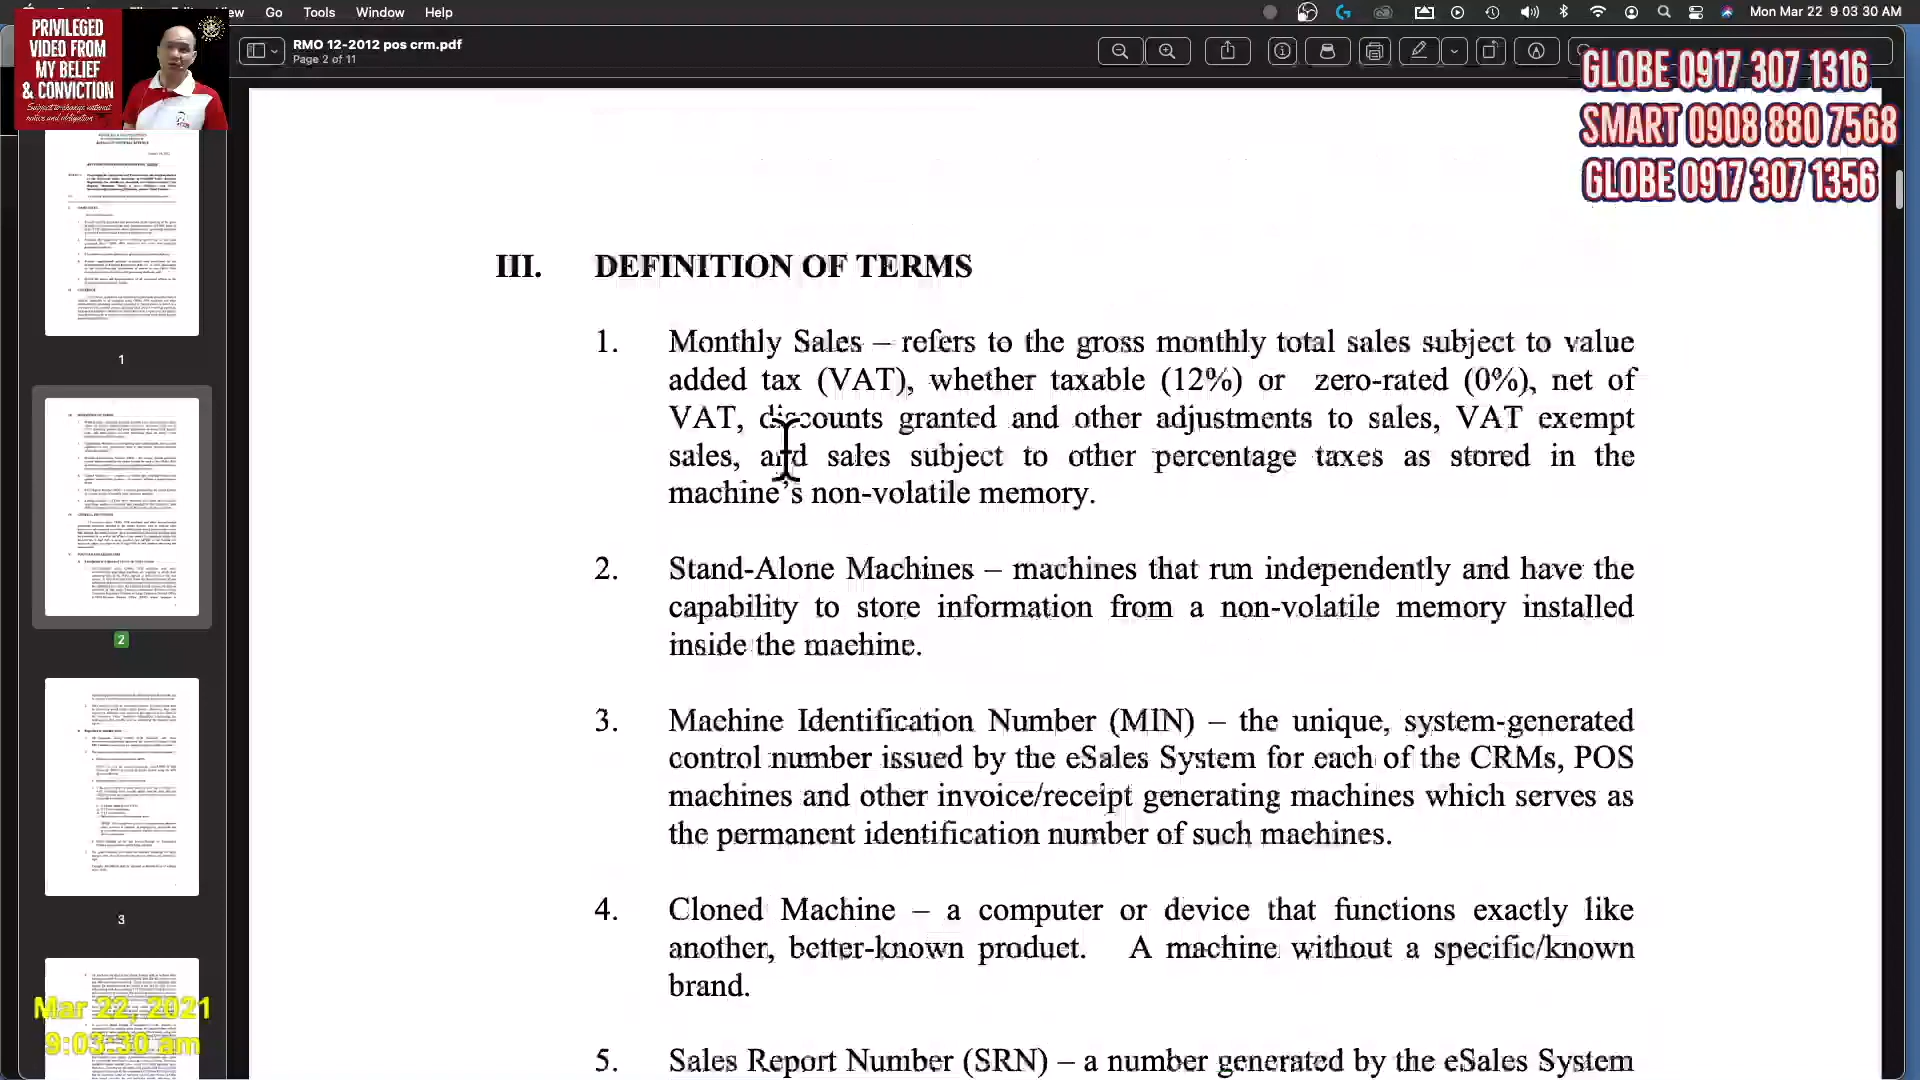 View Go Tools Window Help
Mon Mar 22 9 03 30 AM
PRIVILEGED
VIDEO FROM
MY BELIEF
& CONVICTION
Subject to change without
notice and obligation
RMO 12-2012 pos crm.pdf
Page 2 of 11
GLOBE 0917 307 1316
SMART 0908 880 7568
GLOBE 0917 307 1356
III. DEFINITION OF TERMS
1. Monthly Sales – refers to the gross monthly total sales subject to value
added tax (VAT), whether taxable (12%) or zero-rated (0%), net of
VAT, discounts granted and other adjustments to sales, VAT exempt
sales, and sales subject to other percentage taxes as stored in the
machine's non-volatile memory.
2. Stand-Alone Machines – machines that run independently and have the
capability to store information from a non-volatile memory installed
inside the machine.
3. Machine Identification Number (MIN) – the unique, system-generated
control number issued by the eSales System for each of the CRMs, POS
machines and other invoice/receipt generating machines which serves as
the permanent identification number of such machines.
4. Cloned Machine – a computer or device that functions exactly like
another, better-known product. A machine without a specific/known
brand.
5. Sales Report Number (SRN) – a number generated by the eSales System
1
2
3
Mar 22, 2021
9:03:30 am